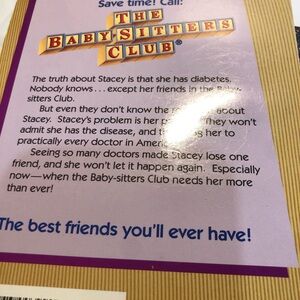 Save time! Call:
THE
BABY-SITTERS
CLUB®
The truth about Stacey is that she has diabetes.
Nobody knows...except her friends in the Baby-
sitters Club.
But even they don't know the about
Stacey. Stacey's problem is her They won't
admit she has the disease, and her to
practically every doctor in
Seeing so many doctors made Stacey lose one
friend, and she won't let it happen again. Especially
now—when the Baby-sitters Club needs her more
than ever!
The best friends you'll ever have!